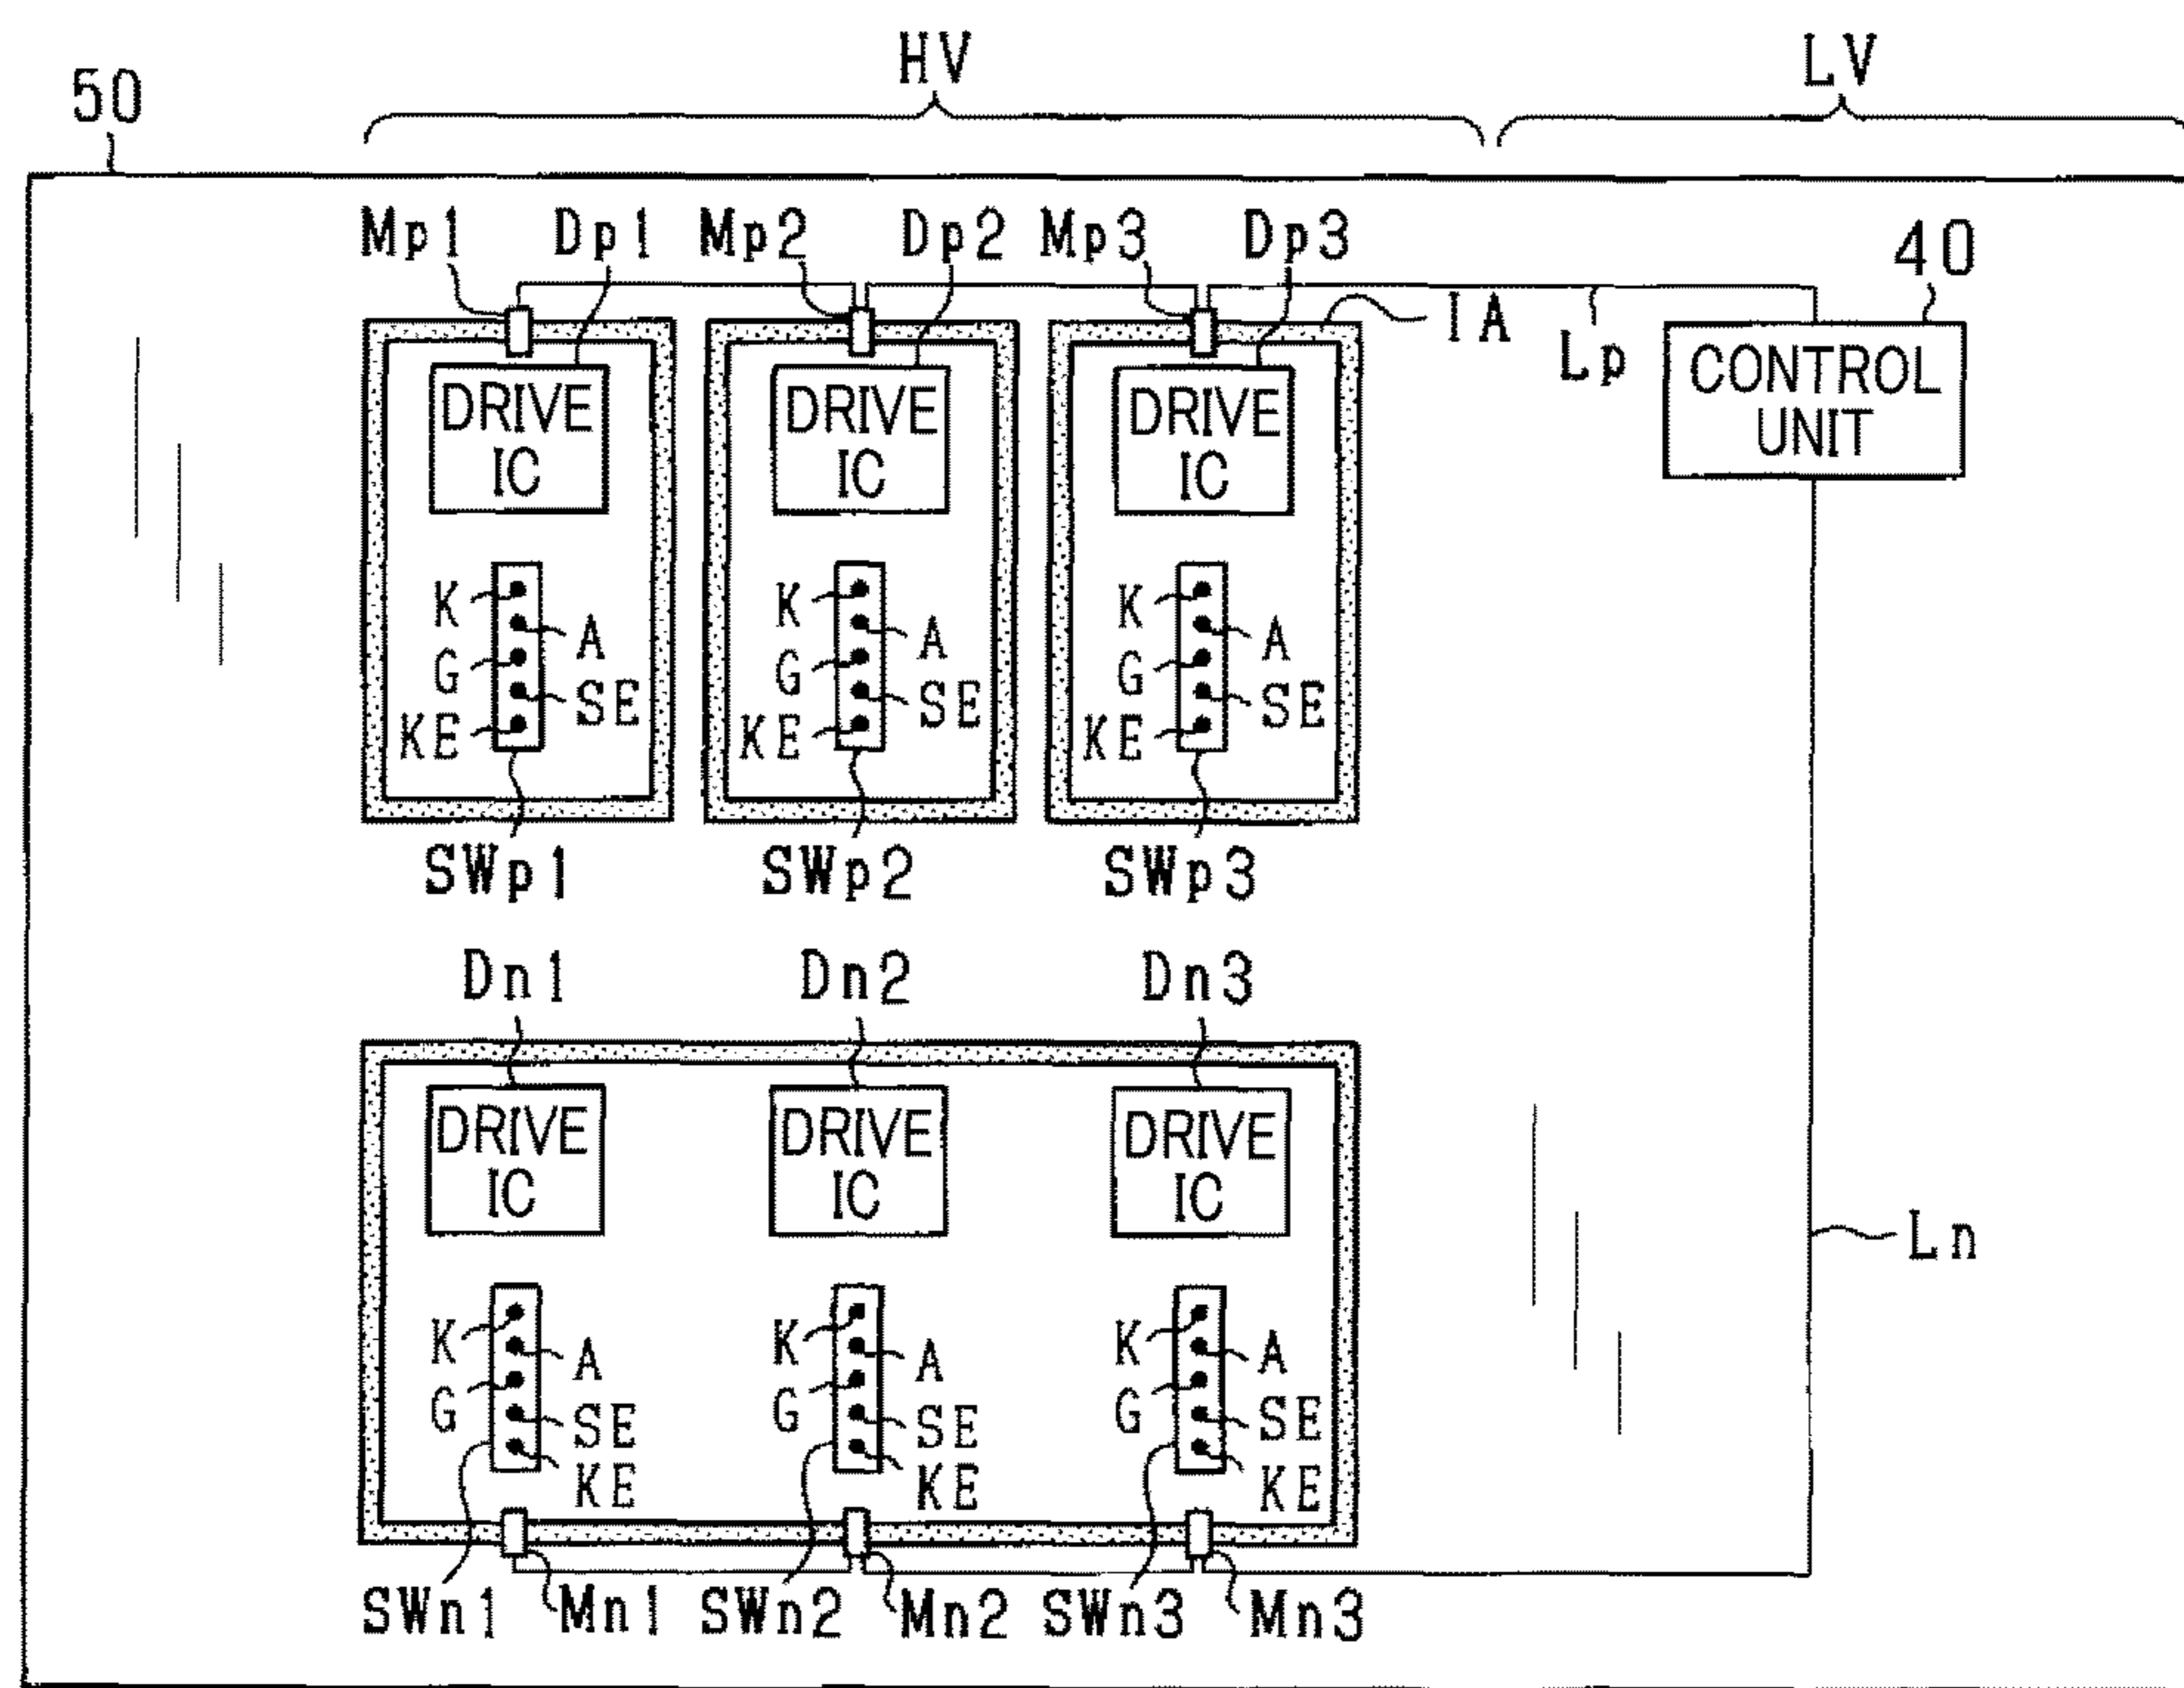 HV LV
50
Mp1 Dp1 Mp2 Dp2 Mp3 Dp3 40
IA Lp
DRIVE IC DRIVE IC DRIVE IC CONTROL UNIT
K K K
A A A
G G G
SE SE SE
KE KE KE
SWp1 SWp2 SWp3
Dn1 Dn2 Dn3
DRIVE IC DRIVE IC DRIVE IC
Ln
K K K
A A A
G G G
SE SE SE
KE KE KE
SWn1 Mn1 SWn2 Mn2 SWn3 Mn3